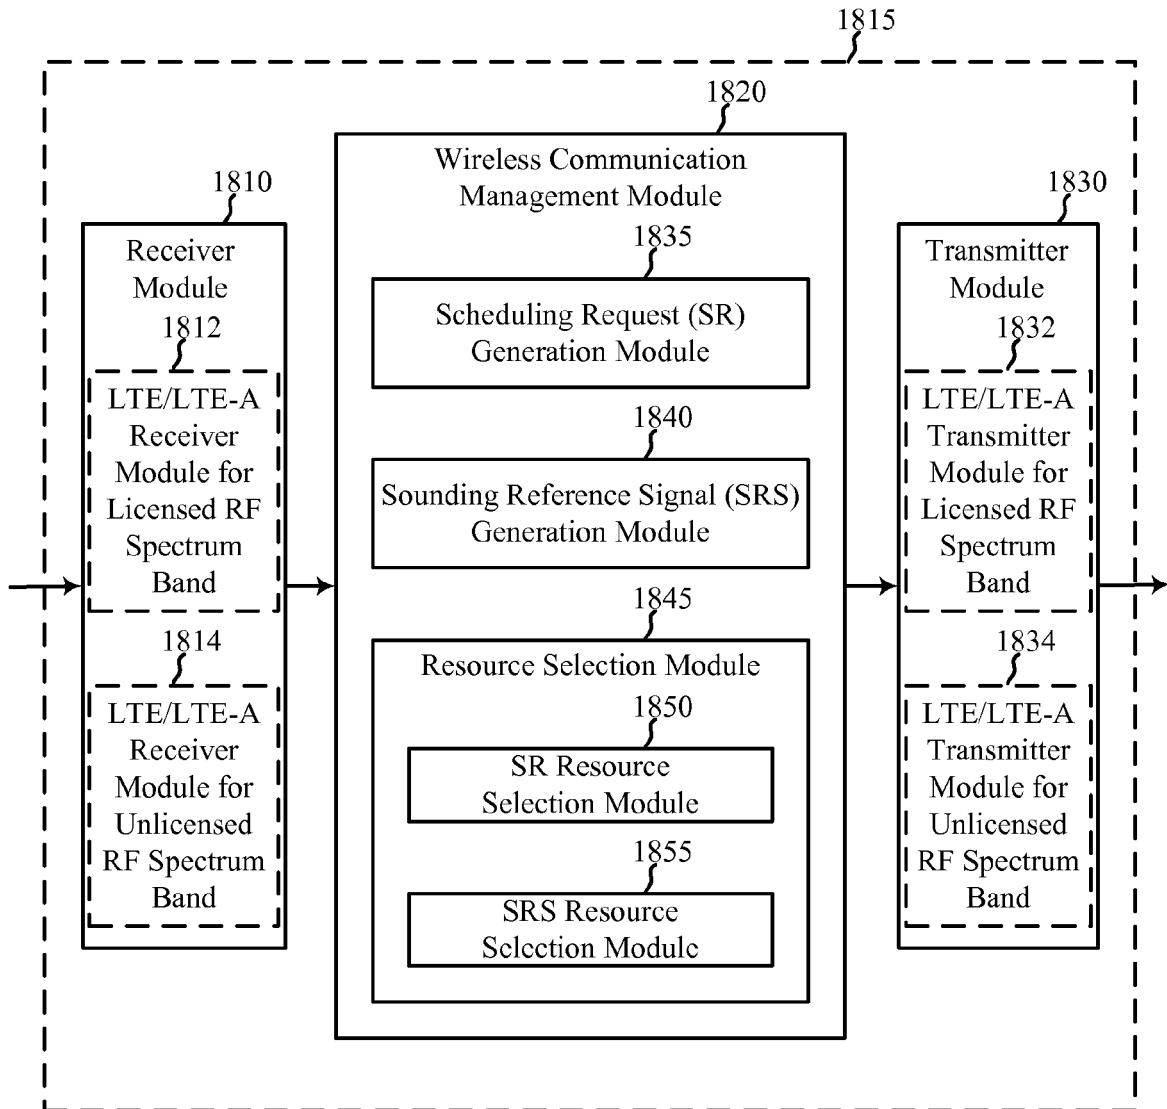 1815
1820
Wireless Communication
Management Module
1810
Receiver
Module
1812
LTE/LTE-A
Receiver
Module for
Licensed RF
Spectrum
Band
1814
LTE/LTE-A
Receiver
Module for
Unlicensed
RF Spectrum
Band
1835
Scheduling Request (SR)
Generation Module
1840
Sounding Reference Signal (SRS)
Generation Module
1845
Resource Selection Module
1850
SR Resource
Selection Module
1855
SRS Resource
Selection Module
1830
Transmitter
Module
1832
LTE/LTE-A
Transmitter
Module for
Licensed RF
Spectrum
Band
1834
LTE/LTE-A
Transmitter
Module for
Unlicensed
RF Spectrum
Band